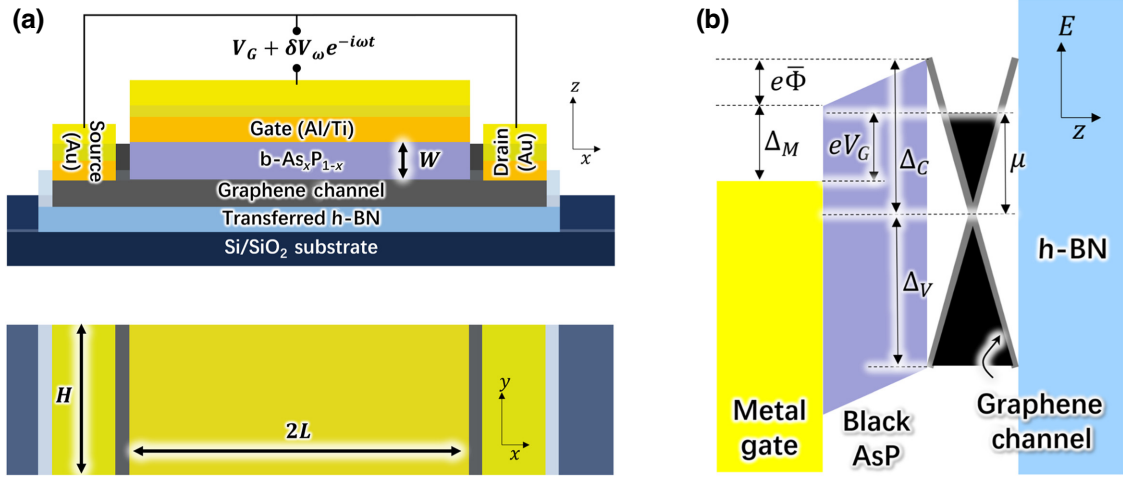 (a)
V_G + δV_ω e^{-iωt}
z
x
Source
(Au)
Gate (Al/Ti)
b-As_xP_{1-x}
W
Drain
(Au)
Graphene channel
Transferred h-BN
Si/SiO₂ substrate
H
2L
y
x
(b)
E
z
eΦ̅
Δ_M
eV_G
Δ_C
μ
Δ_V
h-BN
Metal
gate
Black
AsP
Graphene
channel